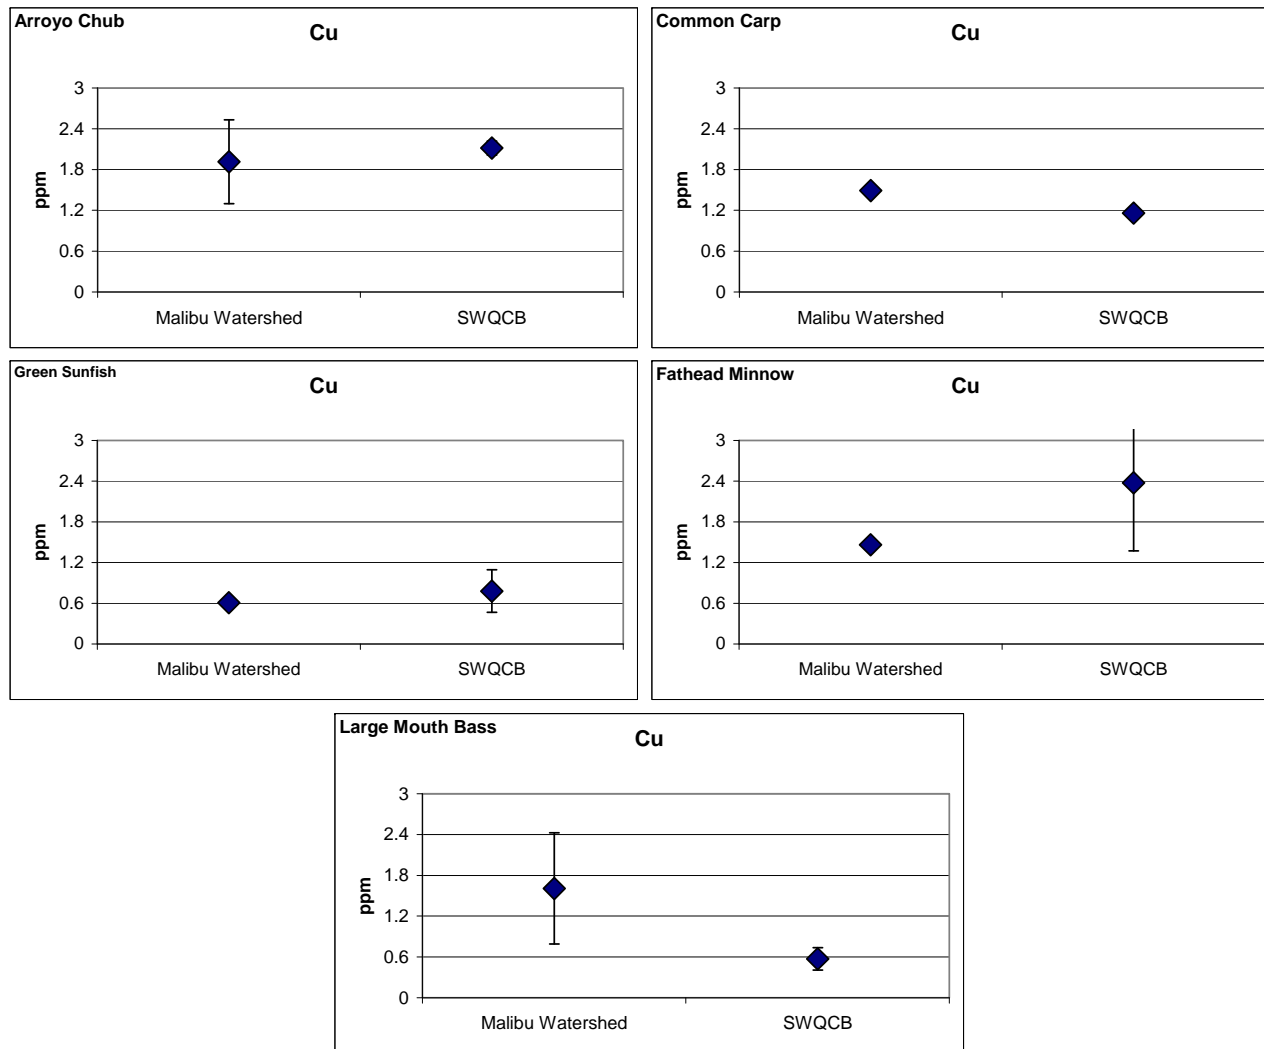 Arroyo Chub
Cu
3
2.4
1.8
1.2
0.6
0
ppm
Malibu Watershed SWQCB
Common Carp
Cu
3
2.4
1.8
1.2
0.6
0
ppm
Malibu Watershed SWQCB
Green Sunfish
Cu
3
2.4
1.8
1.2
0.6
0
ppm
Malibu Watershed SWQCB
Fathead Minnow
Cu
3
2.4
1.8
1.2
0.6
0
ppm
Malibu Watershed SWQCB
Large Mouth Bass
Cu
3
2.4
1.8
1.2
0.6
0
ppm
Malibu Watershed SWQCB